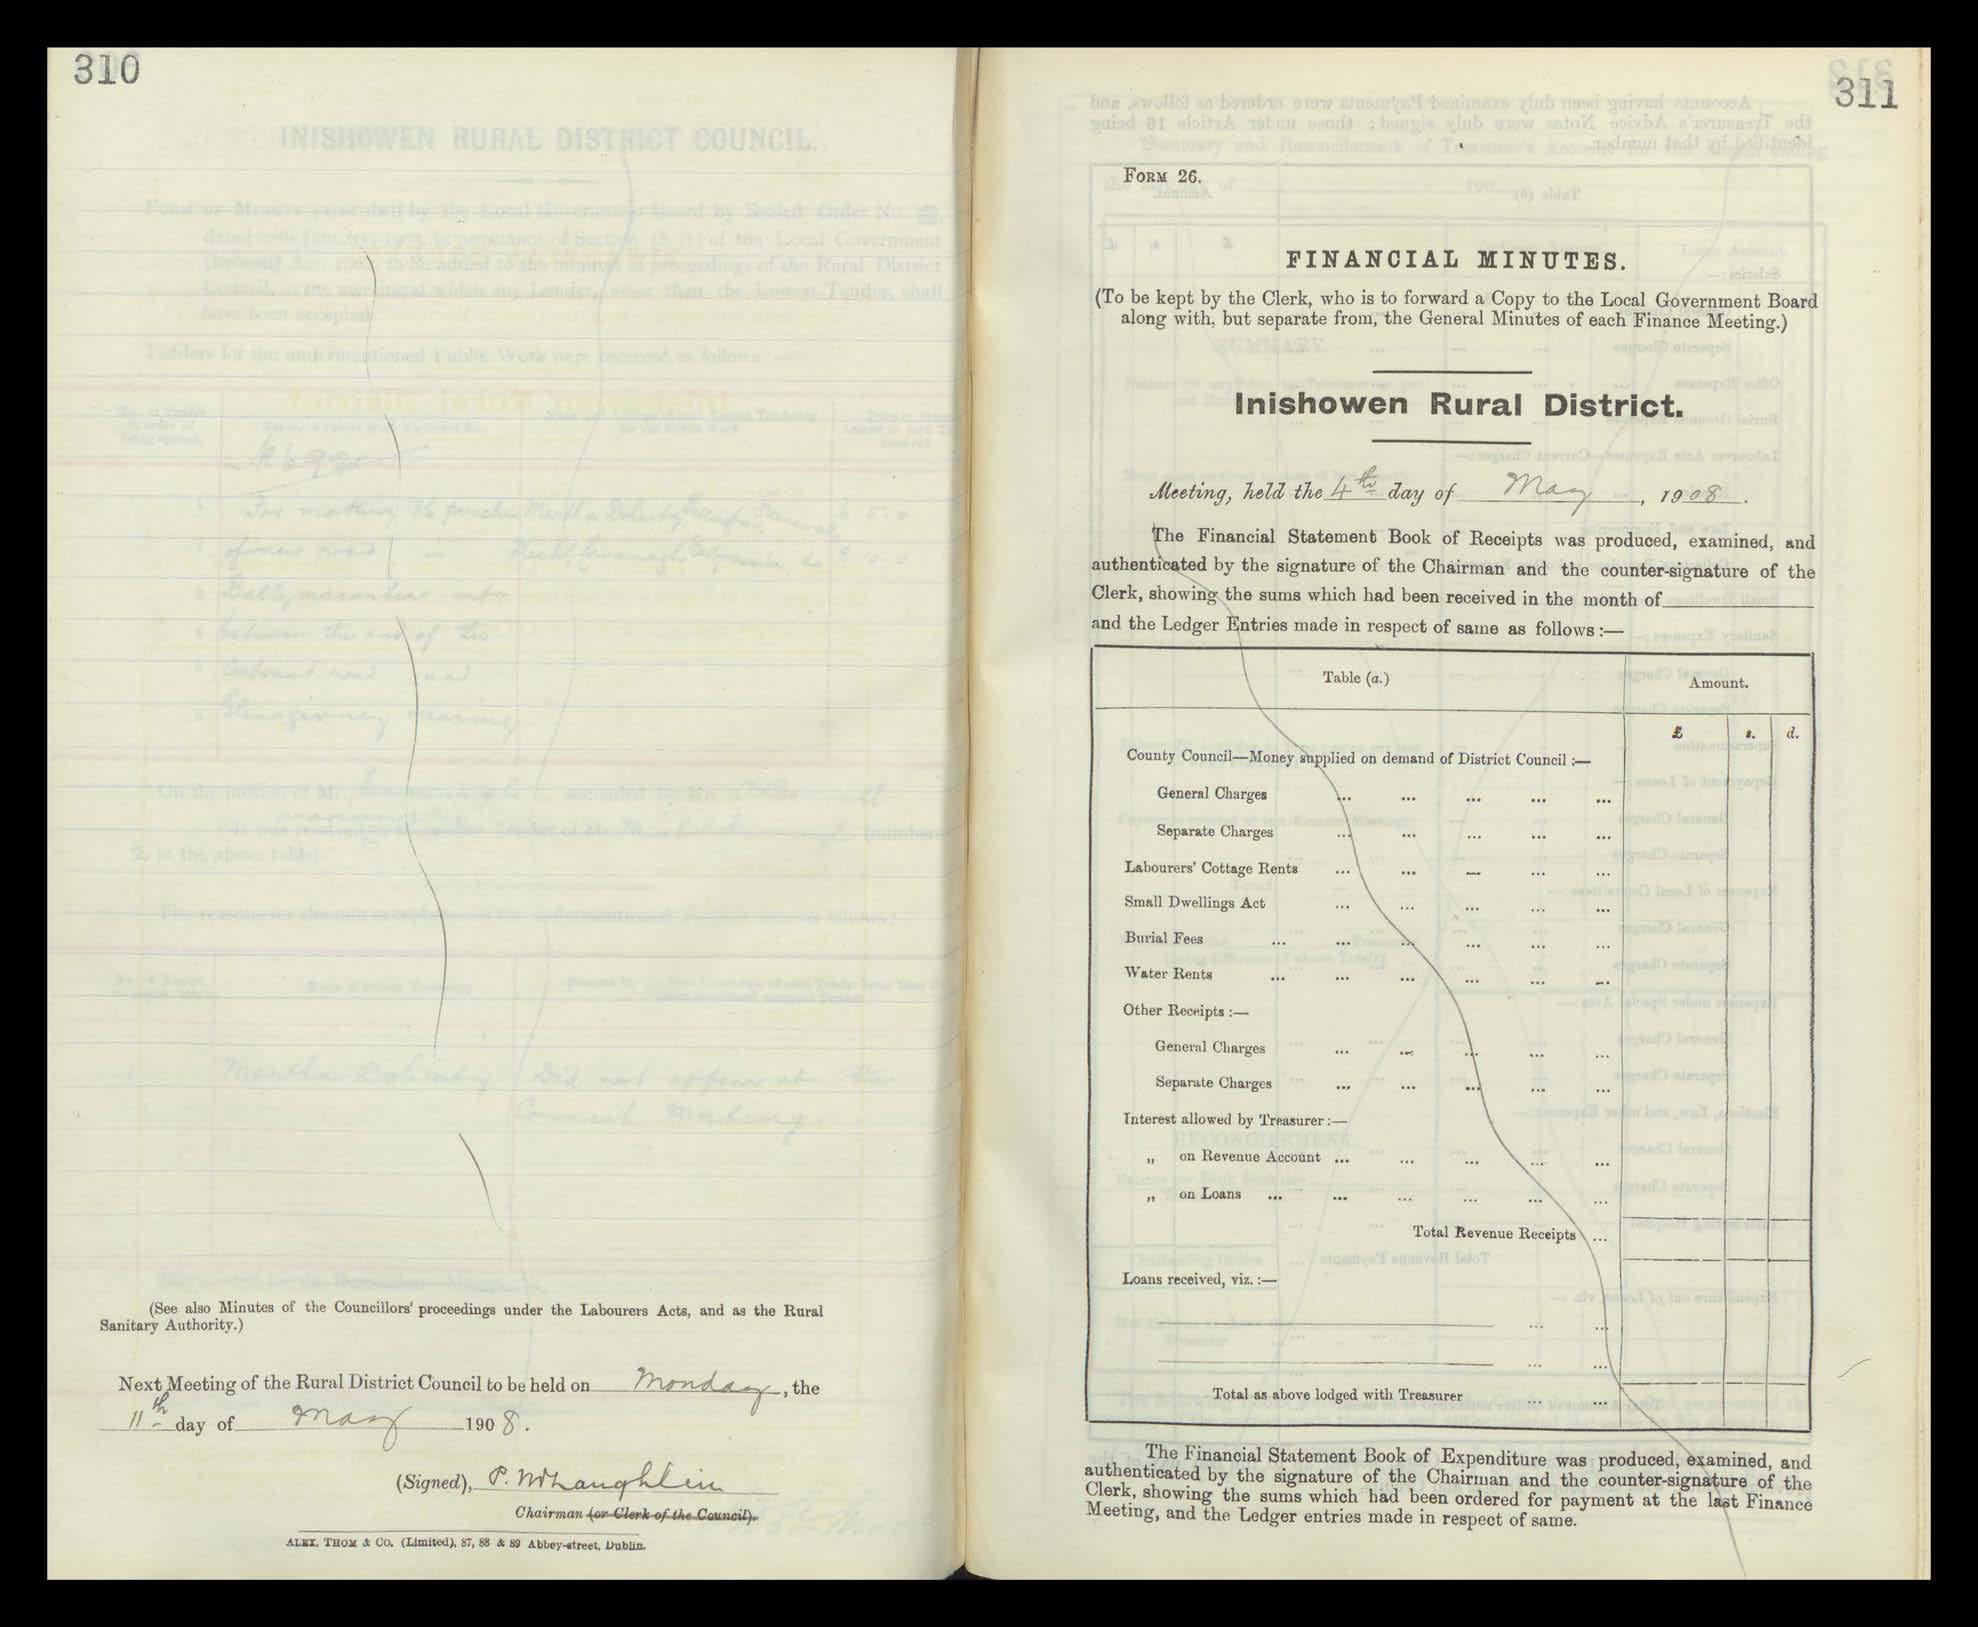 310
(See also Minutes of the Councillors' proceedings under the Labourers Acts, and as the Rural
Sanitary Authority.)
Next Meeting of the Rural District Council to be held on Monday, the
11th day of May 1908.
(Signed), P. McLaughlin
Chairman (or Clerk of the Council).
ALEX. THOM & Co. (Limited), 87, 88 & 89 Abbey-street, Dublin.
311
FORM 26.
FINANCIAL MINUTES.
(To be kept by the Clerk, who is to forward a Copy to the Local Government Board
along with, but separate from, the General Minutes of each Finance Meeting.)
Inishowen Rural District.
Meeting, held the 4th day of May, 1908.
The Financial Statement Book of Receipts was produced, examined, and
authenticated by the signature of the Chairman and the counter-signature of the
Clerk, showing the sums which had been received in the month of
and the Ledger Entries made in respect of same as follows :—
Table (a.) Amount.
£ s. d.
County Council—Money supplied on demand of District Council :—
General Charges ... ... ... ... ...
Separate Charges ... ... ... ... ...
Labourers' Cottage Rents ... ... ... ... ...
Small Dwellings Act ... ... ... ... ...
Burial Fees ... ... ... ... ... ...
Water Rents ... ... ... ... ... ...
Other Receipts :—
General Charges ... ... ... ... ...
Separate Charges ... ... ... ... ...
Interest allowed by Treasurer :—
„ on Revenue Account ... ... ... ... ...
„ on Loans ... ... ... ... ... ...
Total Revenue Receipts ...
Loans received, viz. :—
... ...
... ...
Total as above lodged with Treasurer ... ...
The Financial Statement Book of Expenditure was produced, examined, and
authenticated by the signature of the Chairman and the counter-signature of the
Clerk, showing the sums which had been ordered for payment at the last Finance
Meeting, and the Ledger entries made in respect of same.